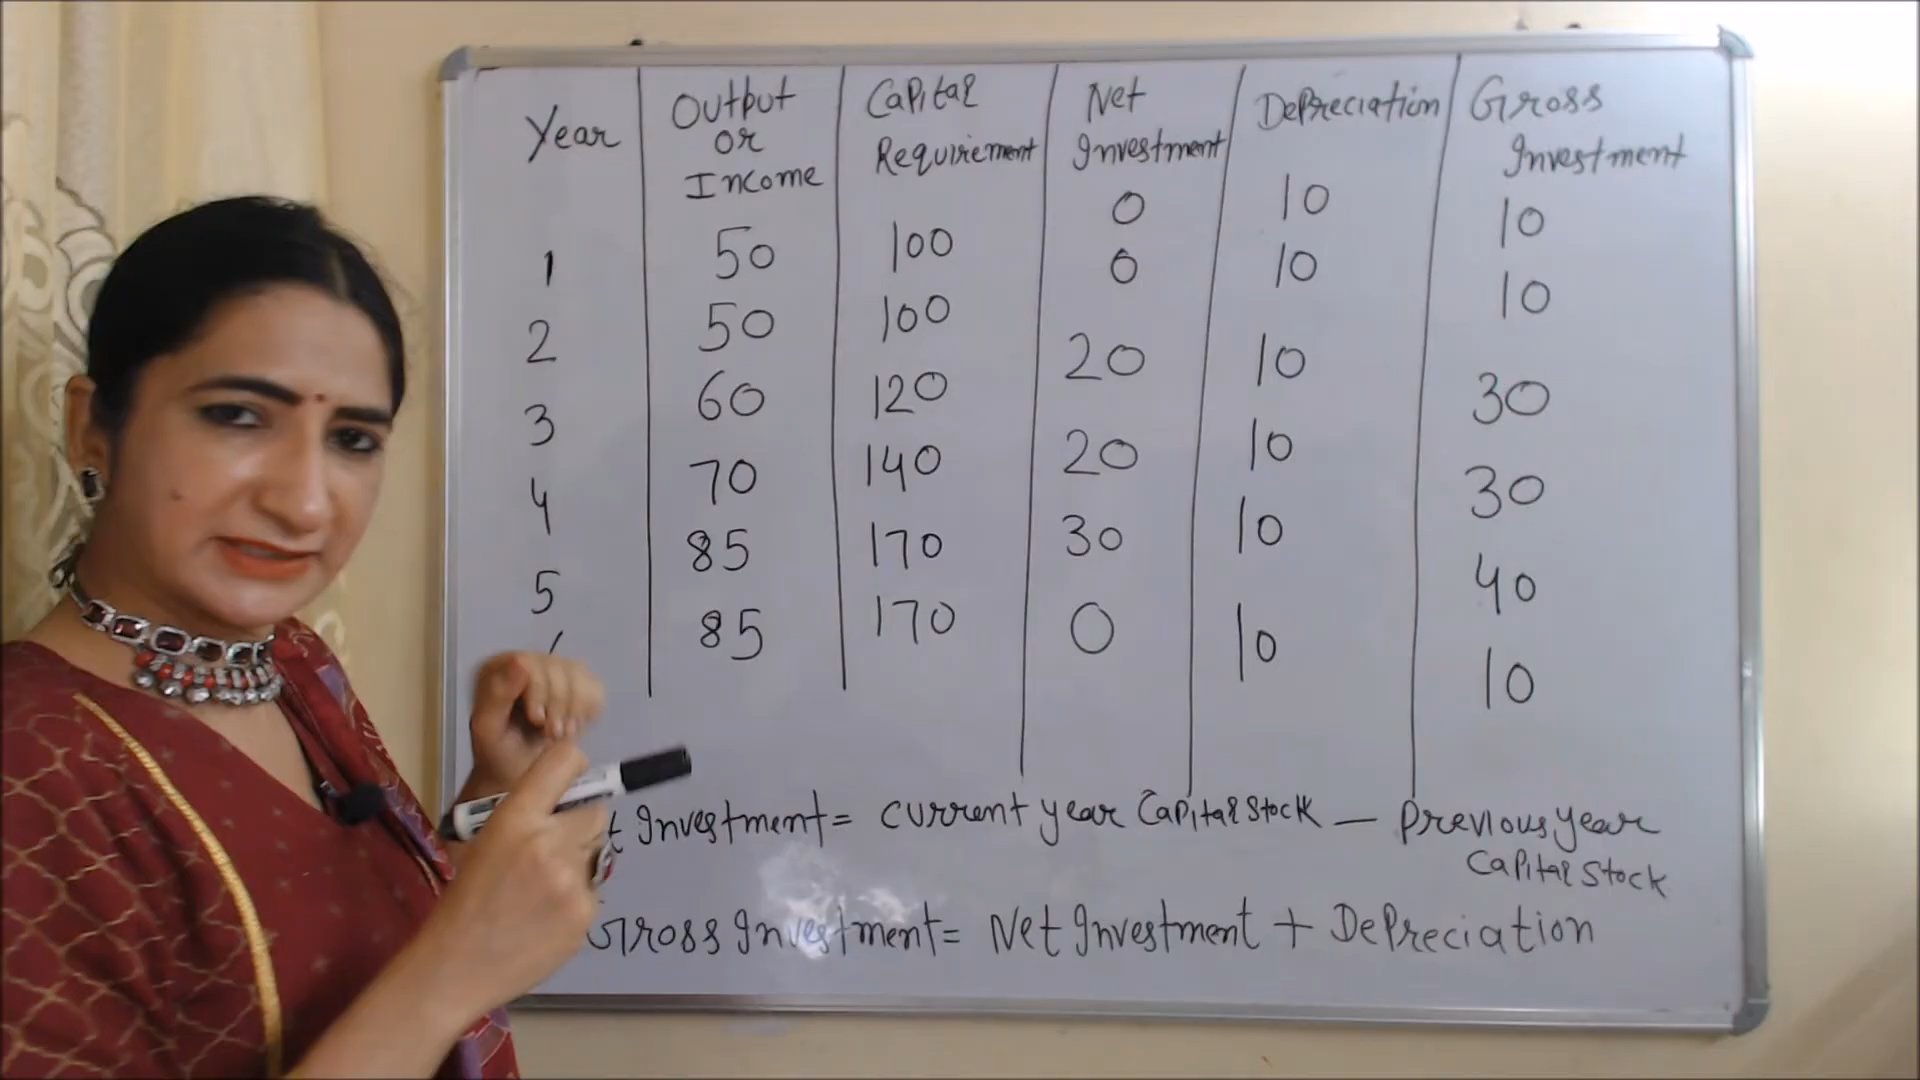 Year Output or Income Capital Requirement Net Investment Depreciation Gross Investment
1 50 100 0 10 10
2 50 100 0 10 10
3 60 120 20 10 30
4 70 140 20 10 30
5 85 170 30 10 40
85 170 0 10 10
Investment = current year Capital Stock — Previous year Capital Stock
Gross Investment = Net Investment + Depreciation